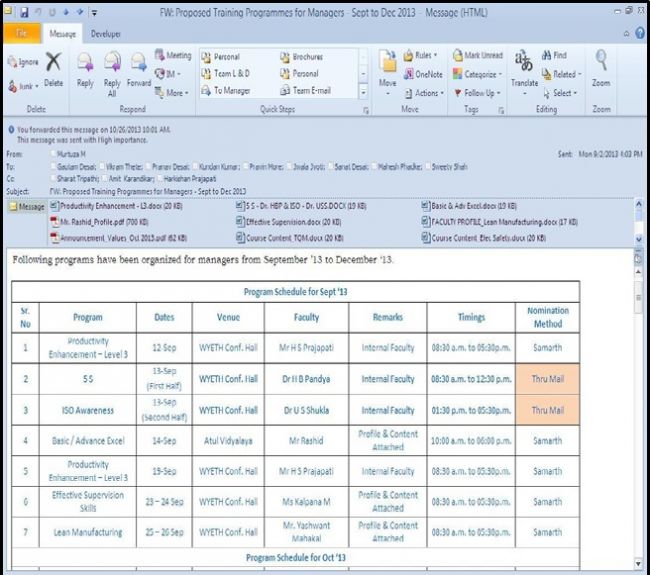 FW: Proposed Training Programmes for Managers - Sept to Dec 2013 - Message (HTML)
File Message Developer
Ignore
Junk
Delete
Reply
Reply All
Forward
Meeting
IM
More
Personal
Team L & D
To Manager
Brochures
Personal
Team E-mail
Move
Rules
OneNote
Actions
Mark Unread
Categorize
Follow Up
Translate
Find
Related
Select
Zoom
Delete Respond Quick Steps Move Tags Editing Zoom
You forwarded this message on 10/26/2013 10:01 AM.
This message was sent with High importance.
From: Murtuza M Sent: Mon 9/2/2013 4:03 PM
To: Gautam Desai; Vikram Thete; Pranav Desai; Kundan Kumar; Pravin More; Jwala Jyoti; Sanat Desai; Mahesh Phadke; Sweety Shah
Cc: Sharat Tripathi; Amit Karandikar; Harkishan Prajapati
Subject: FW: Proposed Training Programmes for Managers - Sept to Dec 2013
Message Productivity Enhancement - L3.docx (20 KB) 5 S - Dr. HBP & ISO - Dr. USS.DOCX (19 KB) Basic & Adv Excel.docx (19 KB)
Mr. Rashid_Profile.pdf (700 KB) Effective Supervision.docx (20 KB) FACULTY PROFILE_Lean Manufacturing.docx (17 KB)
Announcement_Values_Oct 2013.pdf (62 KB) Course Content_TQM.docx (20 KB) Course Content_Elec Safety.docx (20 KB)
Following programs have been organized for managers from September '13 to December '13.
Program Schedule for Sept '13
Sr. No Program Dates Venue Faculty Remarks Timings Nomination Method
1 Productivity Enhancement – Level 3 12-Sep WYETH Conf. Hall Mr H S Prajapati Internal Faculty 08:30 a.m. to 05:30p.m. Samarth
2 5 S 13-Sep (First Half) WYETH Conf. Hall Dr H B Pandya Internal Faculty 08:30 a.m. to 12:30 p.m. Thru Mail
3 ISO Awareness 13-Sep (Second Half) WYETH Conf. Hall Dr U S Shukla Internal Faculty 01:30 p.m. to 05:30p.m. Thru Mail
4 Basic / Advance Excel 14-Sep Atul Vidyalaya Mr Rashid Profile & Content Attached 10:00 a.m. to 06:00 p.m. Samarth
5 Productivity Enhancement – Level 3 19-Sep WYETH Conf. Hall Mr H S Prajapati Internal Faculty 08:30 a.m. to 05:30p.m. Samarth
6 Effective Supervision Skills 23 – 24 Sep WYETH Conf. Hall Ms Kalpana M Profile & Content Attached 08:30 a.m. to 05:30p.m. Samarth
7 Lean Manufacturing 25 – 26 Sep WYETH Conf. Hall Mr. Yashwant Mahakal Profile & Content Attached 08:30 a.m. to 05:30p.m. Samarth
Program Schedule for Oct '13